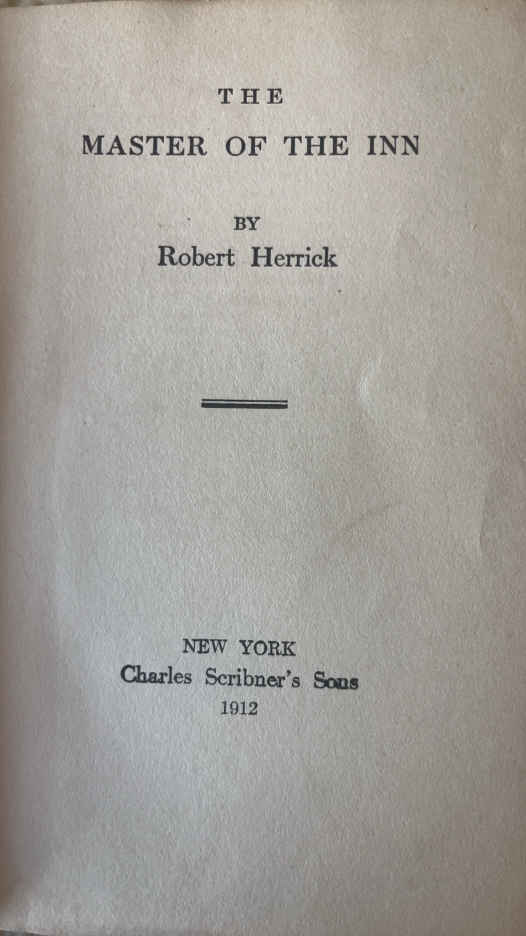 THE
MASTER OF THE INN
BY
Robert Herrick
NEW YORK
Charles Scribner's Sons
1912